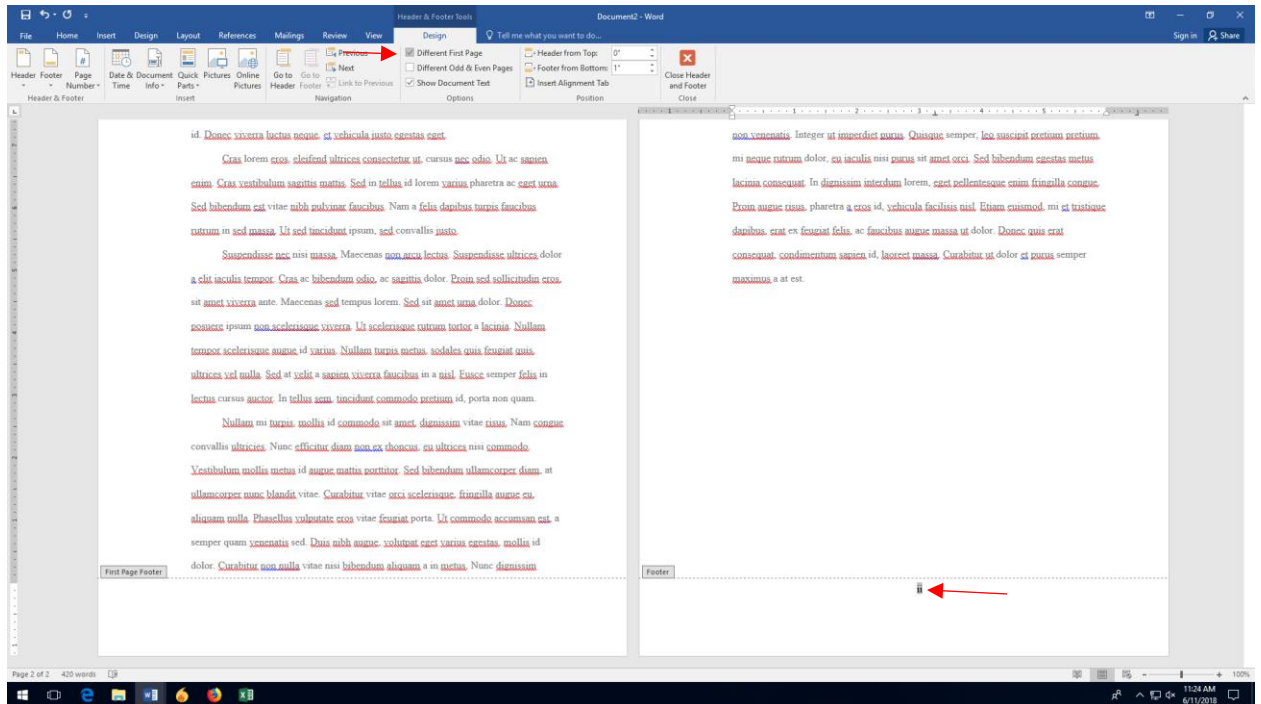 Header & Footer Tools
Document2 - Word
File Home Insert Design Layout References Mailings Review View Design Tell me what you want to do... Sign in Share
Header Footer Page Number
Date & Time Document Info Quick Parts Pictures Online Pictures
Go to Header Go to Footer Previous Next Link to Previous
Different First Page
Different Odd & Even Pages
Show Document Text
Header from Top: 0"
Footer from Bottom: 1"
Insert Alignment Tab
Close Header and Footer
Header & Footer Insert Navigation Options Position Close
id. Donec viverra luctus neque, et vehicula justo egestas eget.
Cras lorem eros, eleifend ultrices consectetur ut, cursus nec odio. Ut ac sapien
enim. Cras vestibulum sagittis mattis. Sed in tellus id lorem varius pharetra ac eget urna.
Sed bibendum est vitae nibh pulvinar faucibus. Nam a felis dapibus turpis faucibus
rutrum in sed massa. Ut sed tincidunt ipsum, sed convallis justo.
Suspendisse nec nisi massa. Maecenas non arcu lectus. Suspendisse ultrices dolor
a elit iaculis tempor. Cras ac bibendum odio, ac sagittis dolor. Proin sed sollicitudin eros,
sit amet viverra ante. Maecenas sed tempus lorem. Sed sit amet urna dolor. Donec
posuere ipsum non scelerisque viverra. Ut scelerisque rutrum tortor a lacinia. Nullam
tempor scelerisque augue id varius. Nullam turpis metus, sodales quis feugiat quis,
ultrices vel nulla. Sed at velit a sapien viverra faucibus in a nisl. Fusce semper felis in
lectus cursus auctor. In tellus sem, tincidunt commodo pretium id, porta non quam.
Nullam mi turpis, mollis id commodo sit amet, dignissim vitae risus. Nam congue
convallis ultricies. Nunc efficitur diam non ex rhoncus, eu ultrices nisi commodo.
Vestibulum mollis metus id augue mattis porttitor. Sed bibendum ullamcorper diam, at
ullamcorper nunc blandit vitae. Curabitur vitae orci scelerisque, fringilla augue eu,
aliquam nulla. Phasellus vulputate eros vitae feugiat porta. Ut commodo accumsan est, a
semper quam venenatis sed. Duis nibh augue, volutpat eget varius egestas, mollis id
dolor. Curabitur non nulla vitae nisi bibendum aliquam a in metus. Nunc dignissim
First Page Footer
non venenatis. Integer ut imperdiet purus. Quisque semper, leo suscipit pretium pretium,
mi neque rutrum dolor, eu iaculis nisi purus sit amet orci. Sed bibendum egestas metus
lacinia consequat. In dignissim interdum lorem, eget pellentesque enim fringilla congue.
Proin augue risus, pharetra a eros id, vehicula facilisis nisl. Etiam euismod, mi et tristique
dapibus, erat ex feugiat felis, ac faucibus augue massa ut dolor. Donec quis erat
consequat, condimentum sapien id, laoreet massa. Curabitur ut dolor et purus semper
maximus a at est.
Footer
Page 2 of 2 420 words
100%
11:24 AM
6/11/2018